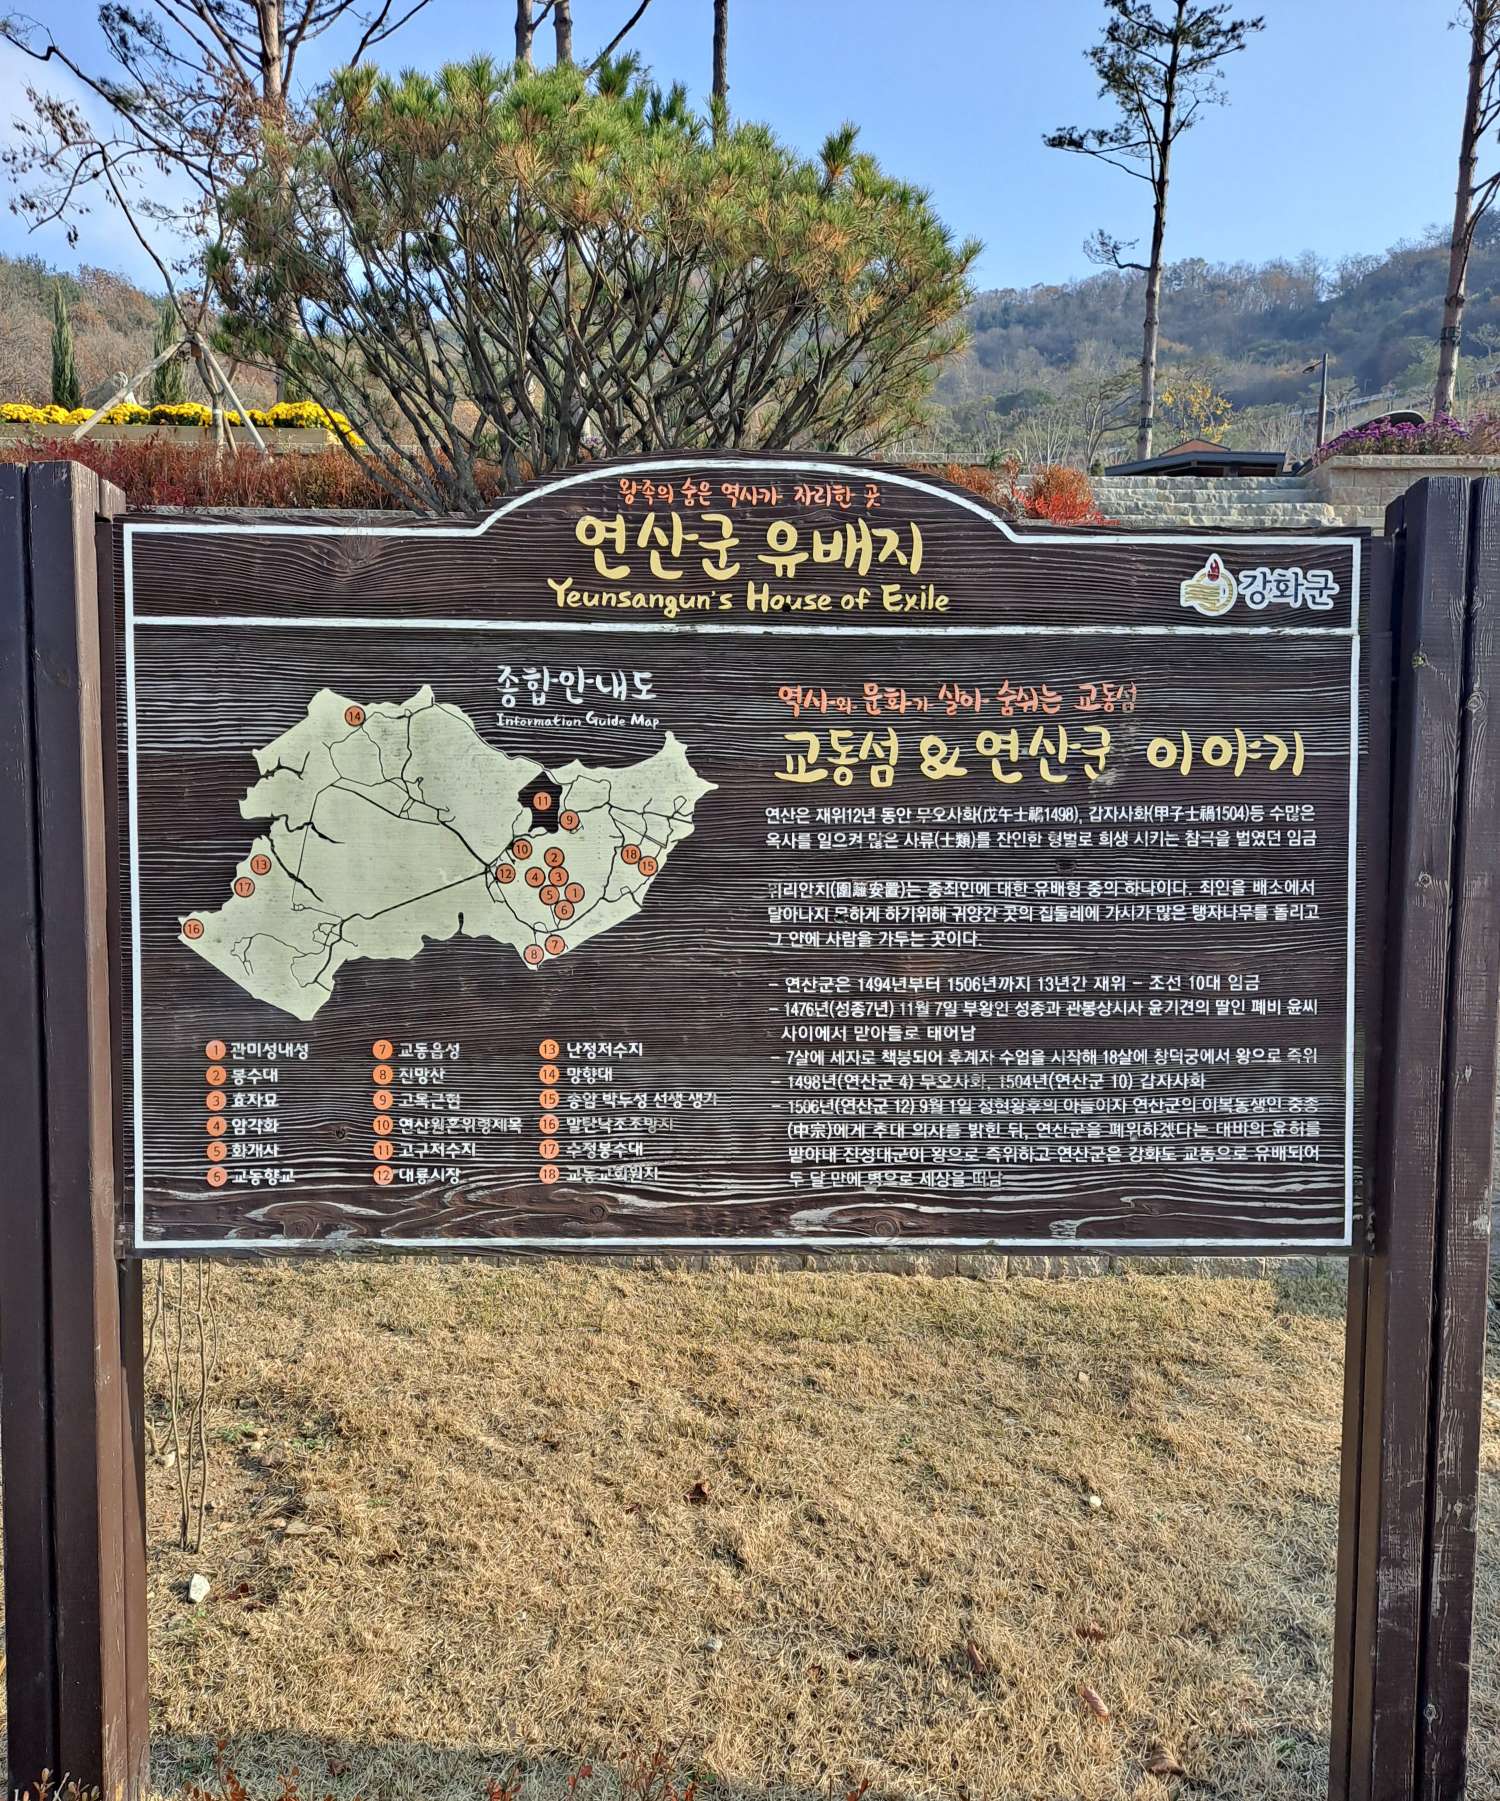 왕족의 숨은 역사가 자리한 곳
연산군 유배지
Yeunsangun's House of Exile
강화군
종합안내도
Information Guide Map
14
11
9
10
2
18
15
13
12
4
3
17
5
1
6
16
7
8
1 관미성내성
2 봉수대
3 효자묘
4 암각화
5 화개사
6 교동향교
7 교동읍성
8 진망산
9 고목근현
10 연산원혼위령제목
11 고구저수지
12 대룡시장
13 난정저수지
14 망향대
15 송암 박두성 선생 생가
16 말탄낙조조망지
17 수정봉수대
18 교동교회원지
역사와 문화가 살아 숨쉬는 교동섬
교동섬 & 연산군 이야기
연산은 재위12년 동안 무오사화(戊午士禍1498), 갑자사화(甲子士禍1504)등 수많은
옥사를 일으켜 많은 사류(士類)를 잔인한 형벌로 희생 시키는 참극을 벌였던 임금
위리안치(圍籬安置)는 중죄인에 대한 유배형 중의 하나이다. 죄인을 배소에서
달아나지 못하게 하기위해 귀양간 곳의 집둘레에 가시가 많은 탱자나무를 돌리고
그 안에 사람을 가두는 곳이다.
- 연산군은 1494년부터 1506년까지 13년간 재위 - 조선 10대 임금
- 1476년(성종7년) 11월 7일 부왕인 성종과 관봉상시사 윤기견의 딸인 폐비 윤씨
사이에서 맏아들로 태어남
- 7살에 세자로 책봉되어 후계자 수업을 시작해 18살에 창덕궁에서 왕으로 즉위
- 1498년(연산군 4) 무오사화, 1504년(연산군 10) 갑자사화
- 1506년(연산군 12) 9월 1일 정현왕후의 아들이자 연산군의 이복동생인 중종
(中宗)에게 추대 의사를 밝힌 뒤, 연산군을 폐위하겠다는 대비의 윤허를
받아내 진성대군이 왕으로 즉위하고 연산군은 강화도 교동으로 유배되어
두 달 만에 병으로 세상을 떠남